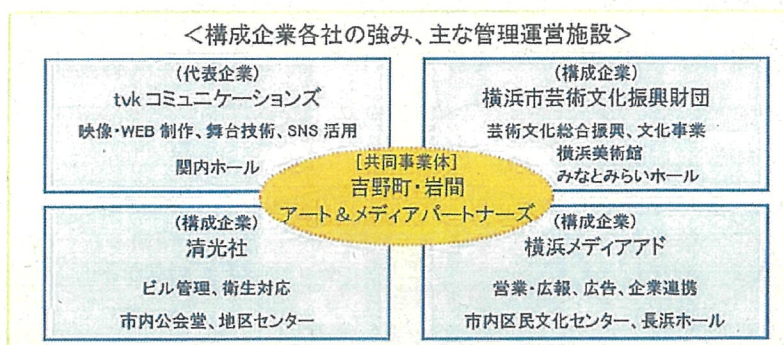 ＜構成企業各社の強み、主な管理運営施設＞
(代表企業)
tvkコミュニケーションズ
映像・WEB 制作、舞台技術、SNS 活用
関内ホール
(構成企業)
横浜市芸術文化振興財団
芸術文化総合振興、文化事業
横浜美術館
みなとみらいホール
[共同事業体]
吉野町・岩間
アート＆メディアパートナーズ
(構成企業)
清光社
ビル管理、衛生対応
市内公会堂、地区センター
(構成企業)
横浜メディアアド
営業・広報、広告、企業連携
市内区民文化センター、長浜ホール